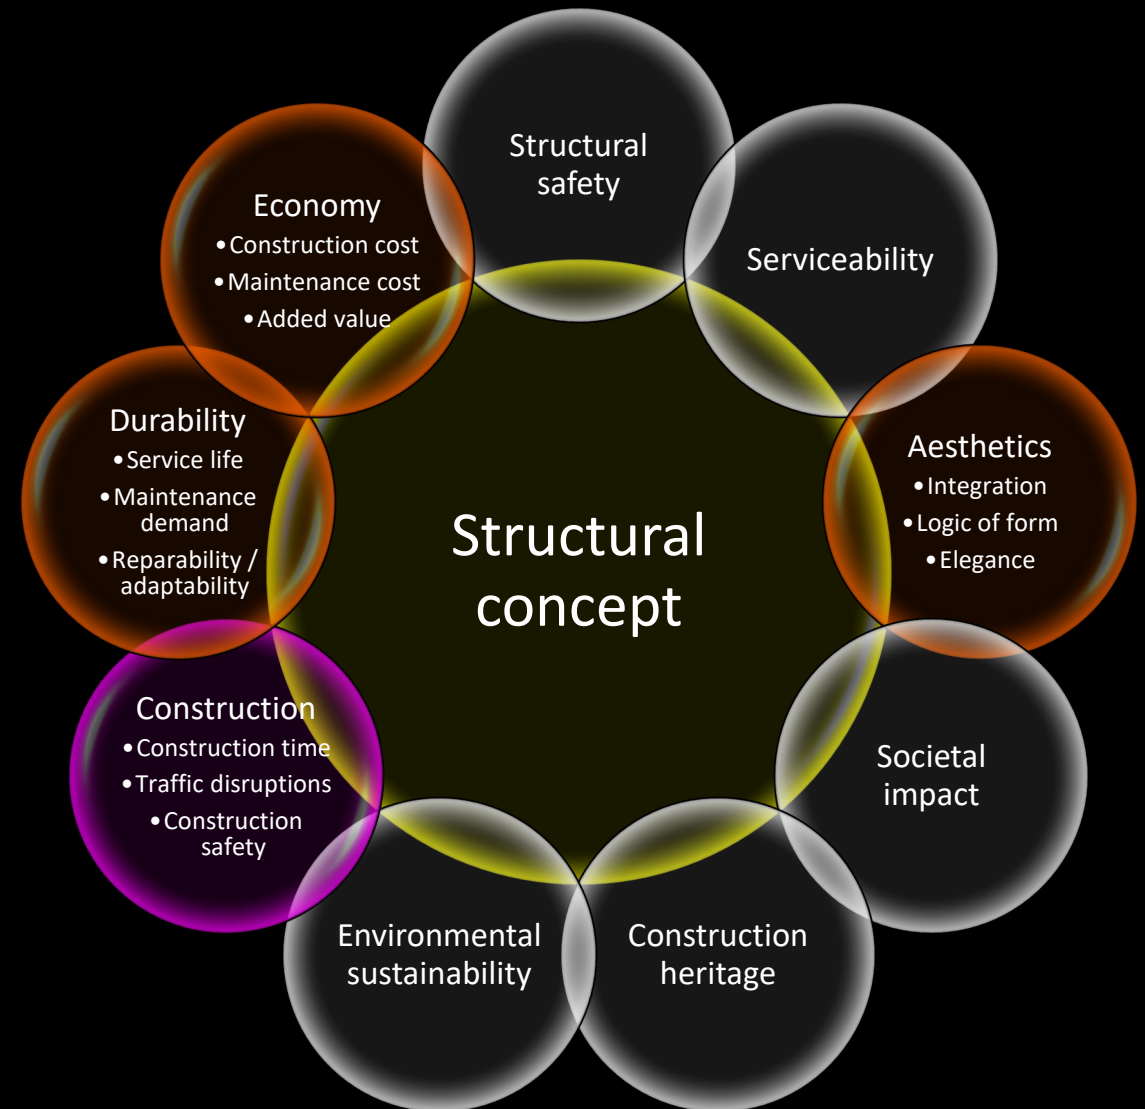 Structural
safety
Serviceability
Aesthetics
•Integration
•Logic of form
•Elegance
Societal
impact
Construction
heritage
Environmental
sustainability
Construction
•Construction time
•Traffic disruptions
•Construction
safety
Durability
•Service life
•Maintenance
demand
•Reparability /
adaptability
Economy
•Construction cost
•Maintenance cost
•Added value
Structural
concept